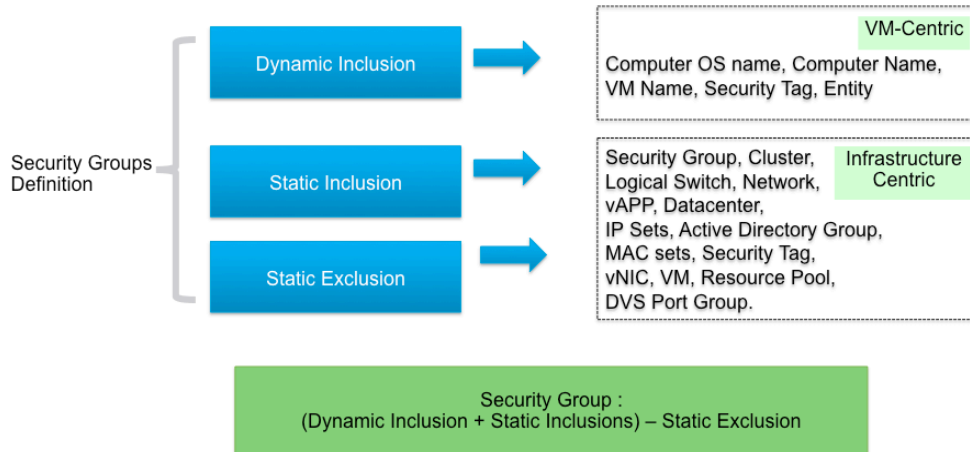 Security Groups
Definition
Dynamic Inclusion
VM-Centric
Computer OS name, Computer Name,
VM Name, Security Tag, Entity
Static Inclusion
Static Exclusion
Infrastructure
Centric
Security Group, Cluster,
Logical Switch, Network,
vAPP, Datacenter,
IP Sets, Active Directory Group,
MAC sets, Security Tag,
vNIC, VM, Resource Pool,
DVS Port Group.
Security Group :
(Dynamic Inclusion + Static Inclusions) – Static Exclusion